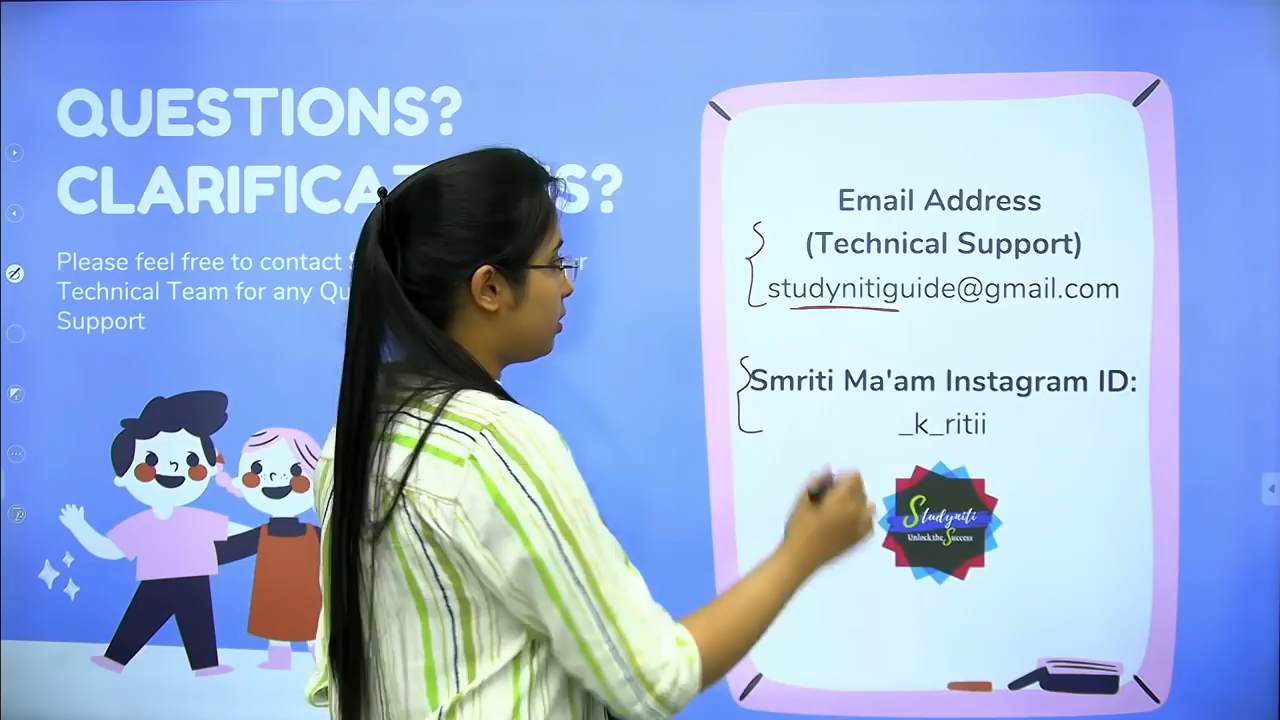 QUESTIONS?
CLARIFICA S?
Please feel free to contact
Technical Team for any
Support
Email Address
(Technical Support)
studynitiguide@gmail.com
Smriti Ma'am Instagram ID:
_k_ritii
Studyniti
Unlock the Success